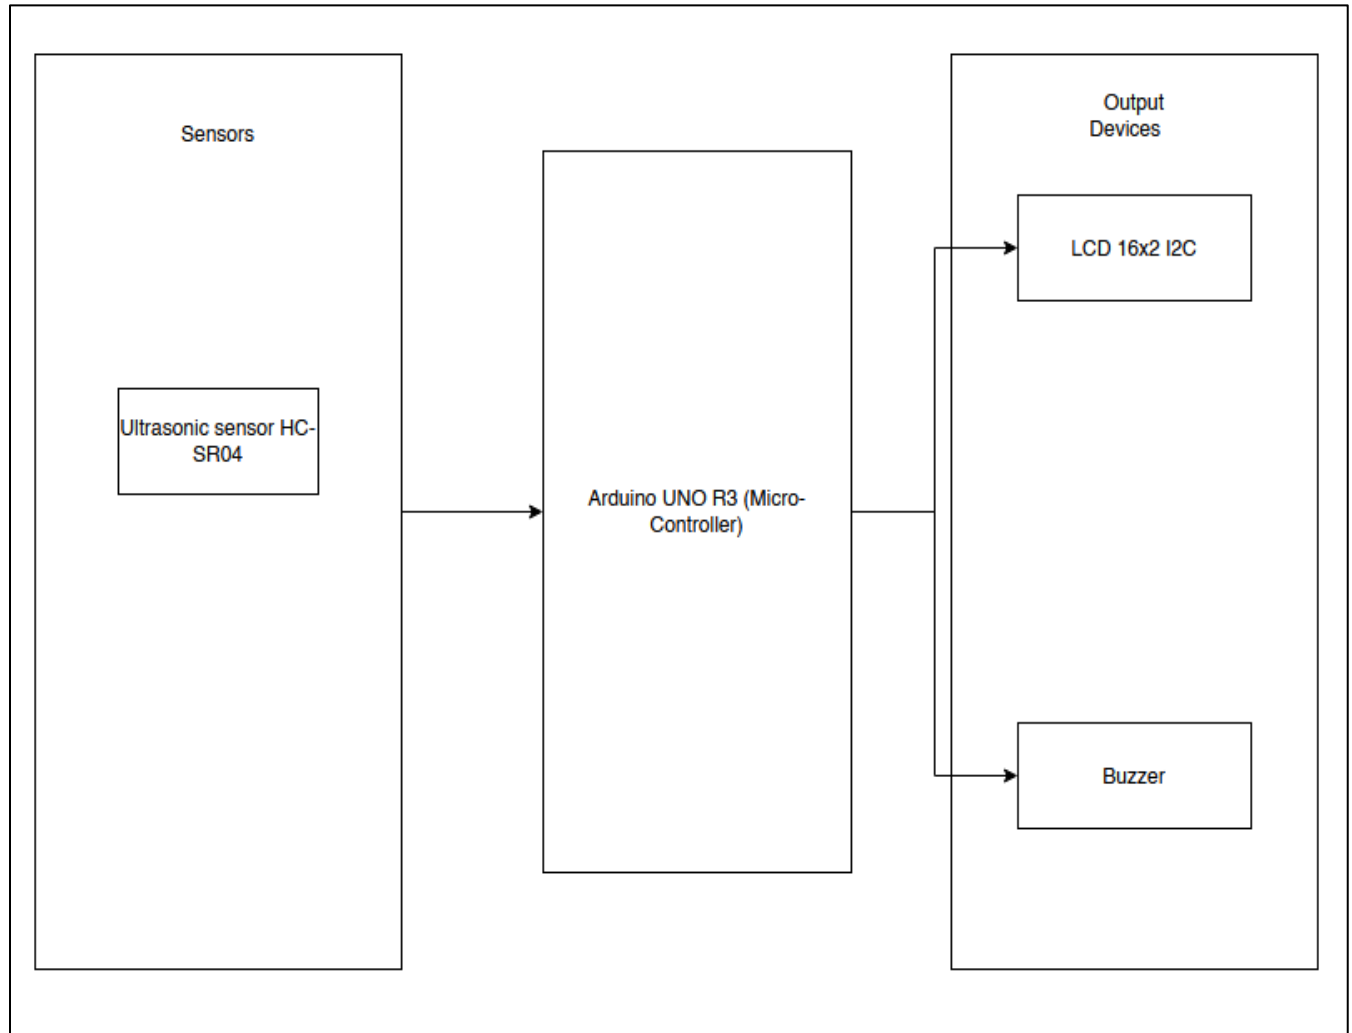 Sensors
Ultrasonic sensor HC-
SR04
Arduino UNO R3 (Micro-
Controller)
Output
Devices
LCD 16x2 I2C
Buzzer